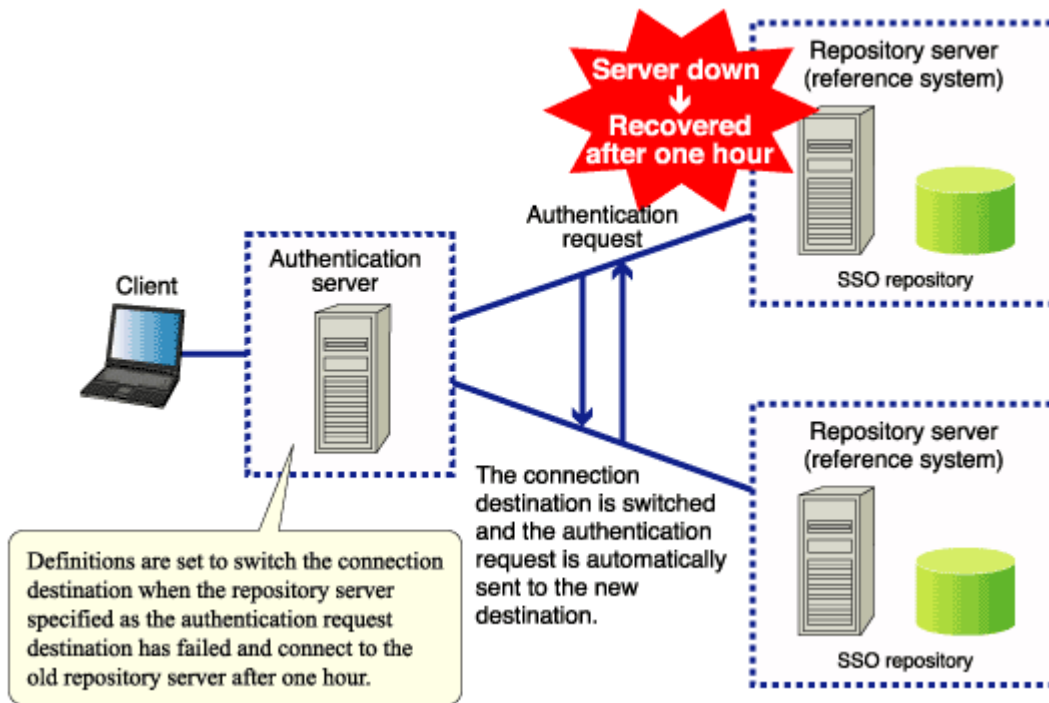 Server down
Recovered
after one hour
Repository server
(reference system)
SSO repository
Authentication
request
Authentication
server
Client
The connection
destination is switched
and the authentication
request is automatically
sent to the new
destination.
Repository server
(reference system)
SSO repository
Definitions are set to switch the connection
destination when the repository server
specified as the authentication request
destination has failed and connect to the
old repository server after one hour.